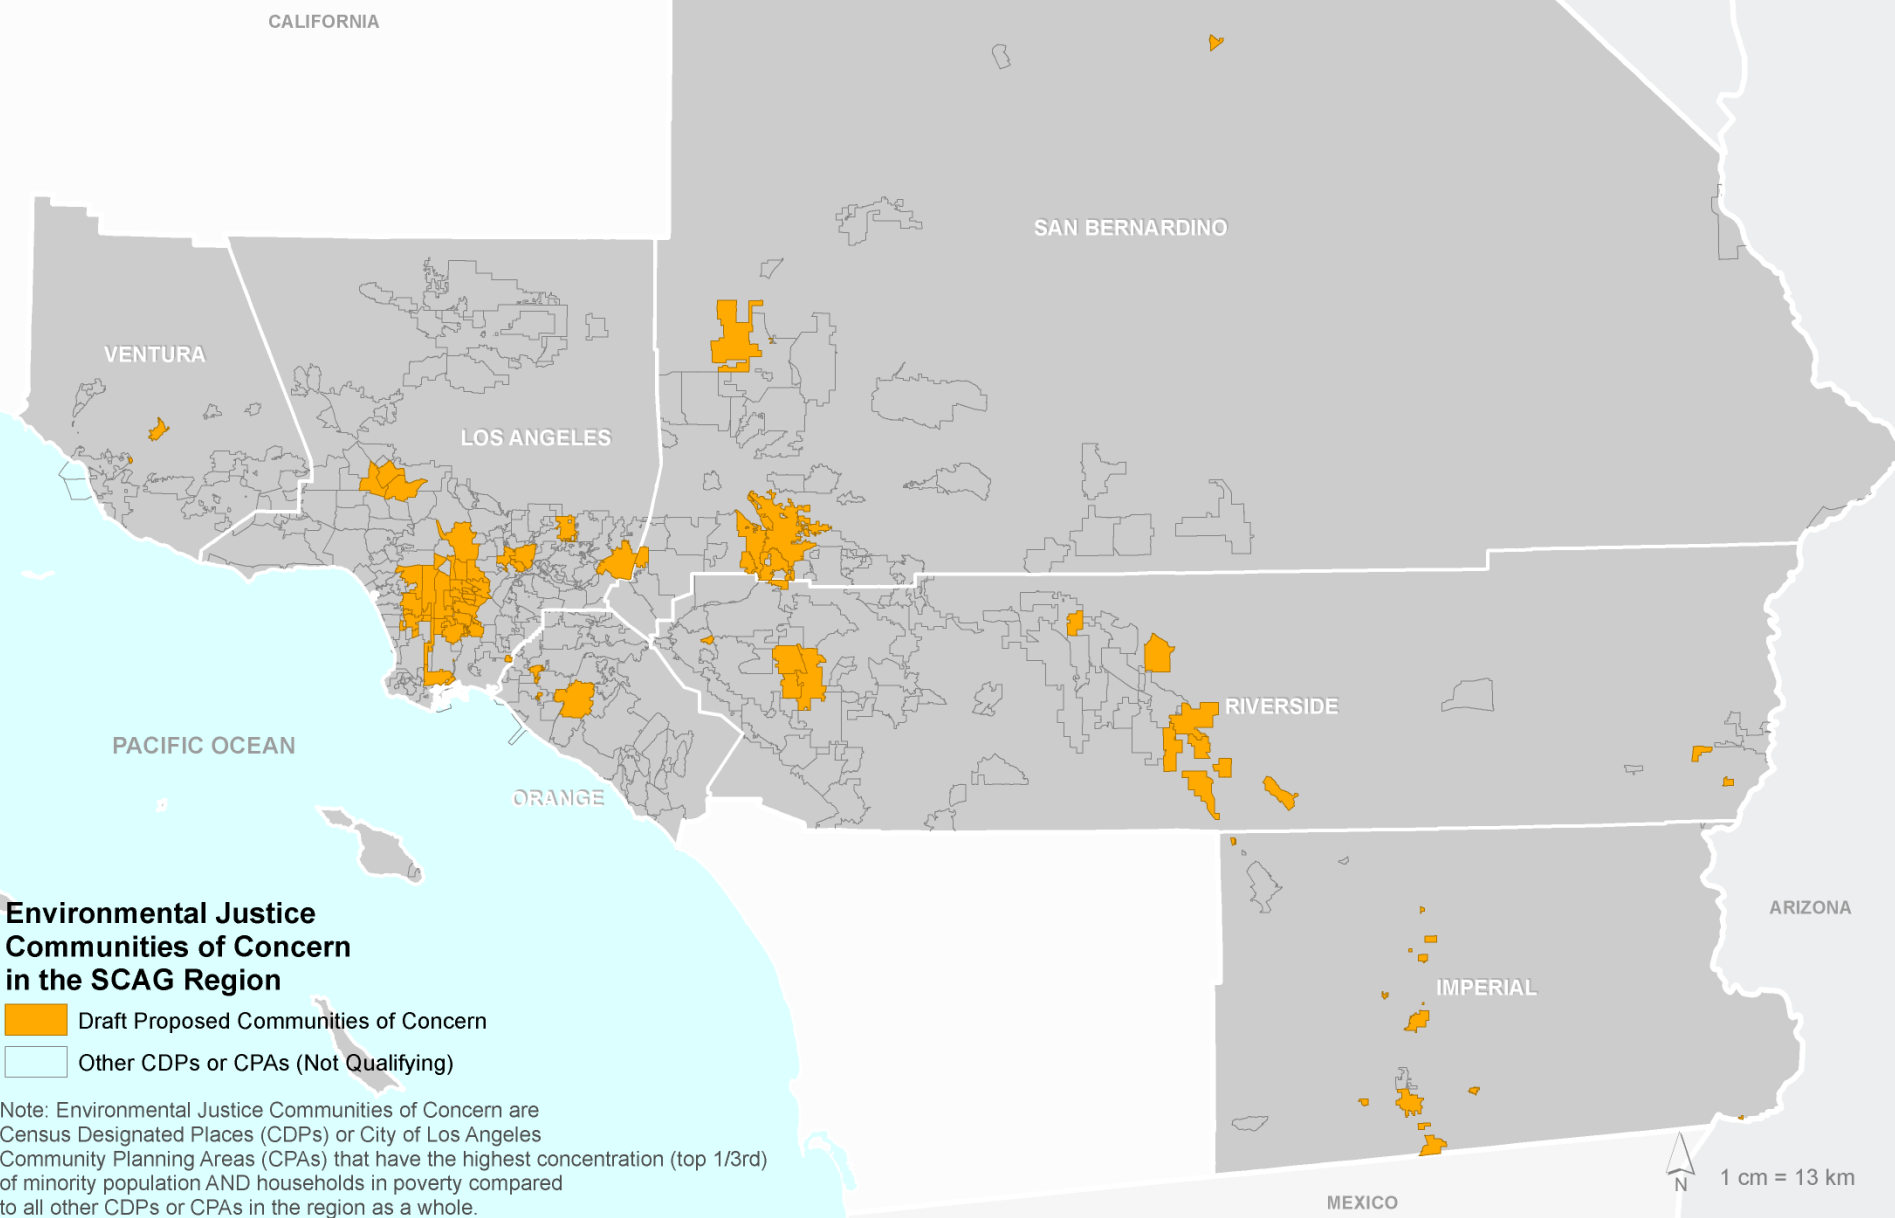 CALIFORNIA
SAN BERNARDINO
VENTURA
LOS ANGELES
RIVERSIDE
PACIFIC OCEAN
ORANGE
Environmental Justice
Communities of Concern
in the SCAG Region
ARIZONA
IMPERIAL
Draft Proposed Communities of Concern
Other CDPs or CPAs (Not Qualifying)
Note: Environmental Justice Communities of Concern are
Census Designated Places (CDPs) or City of Los Angeles
Community Planning Areas (CPAs) that have the highest concentration (top 1/3rd)
of minority population AND households in poverty compared
to all other CDPs or CPAs in the region as a whole.
N
1 cm = 13 km
MEXICO